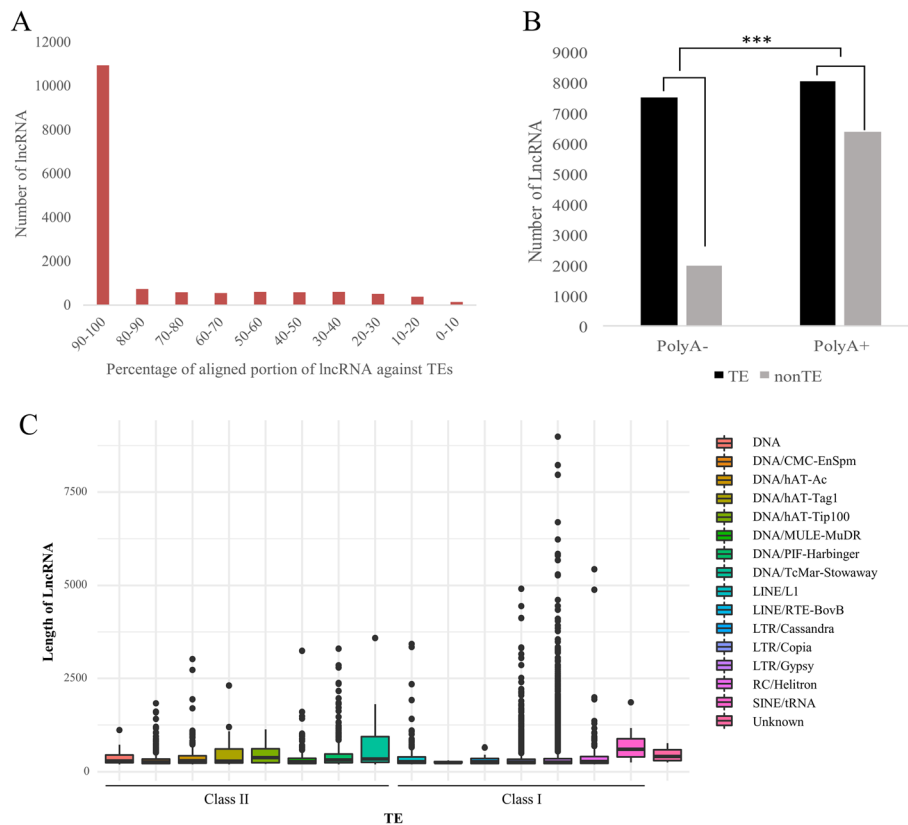 A
12000
10000
8000
6000
4000
2000
0
Number of lncRNA
90-100
80-90
70-80
60-70
50-60
40-50
30-40
20-30
10-20
0-10
Percentage of aligned portion of lncRNA against TEs
B
***
9000
8000
7000
6000
5000
4000
3000
2000
1000
0
Number of LncRNA
PolyA-
PolyA+
TE
nonTE
C
7500
5000
2500
0
Length of LncRNA
Class II
Class I
TE
DNA
DNA/CMC-EnSpm
DNA/hAT-Ac
DNA/hAT-Tag1
DNA/hAT-Tip100
DNA/MULE-MuDR
DNA/PIF-Harbinger
DNA/TcMar-Stowaway
LINE/L1
LINE/RTE-BovB
LTR/Cassandra
LTR/Copia
LTR/Gypsy
RC/Helitron
SINE/tRNA
Unknown